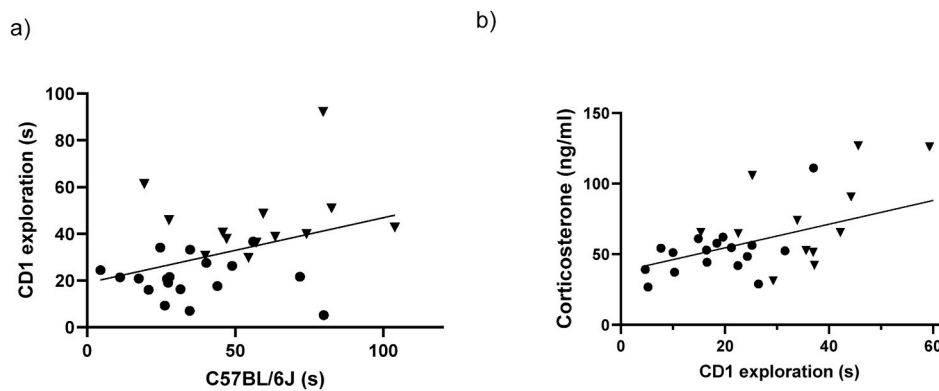 a)
CD1 exploration (s)
100
80
60
40
20
0
0 50 100
C57BL/6J (s)
b)
Corticosterone (ng/ml)
150
100
50
0
0 20 40 60
CD1 exploration (s)